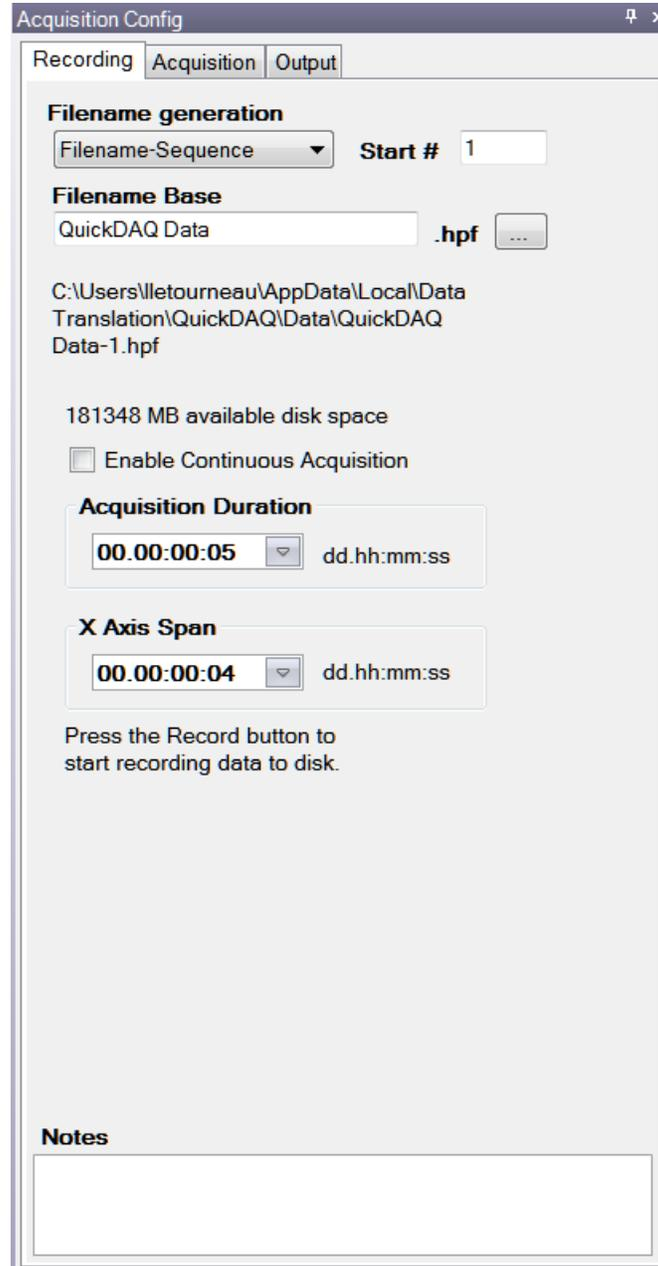 Acquisition Config
Recording Acquisition Output
Filename generation
Filename-Sequence Start # 1
Filename Base
QuickDAQ Data .hpf ...
C:\Users\lletourneau\AppData\Local\Data
Translation\QuickDAQ\Data\QuickDAQ
Data-1.hpf
181348 MB available disk space
Enable Continuous Acquisition
Acquisition Duration
00.00:00:05 dd.hh:mm:ss
X Axis Span
00.00:00:04 dd.hh:mm:ss
Press the Record button to
start recording data to disk.
Notes